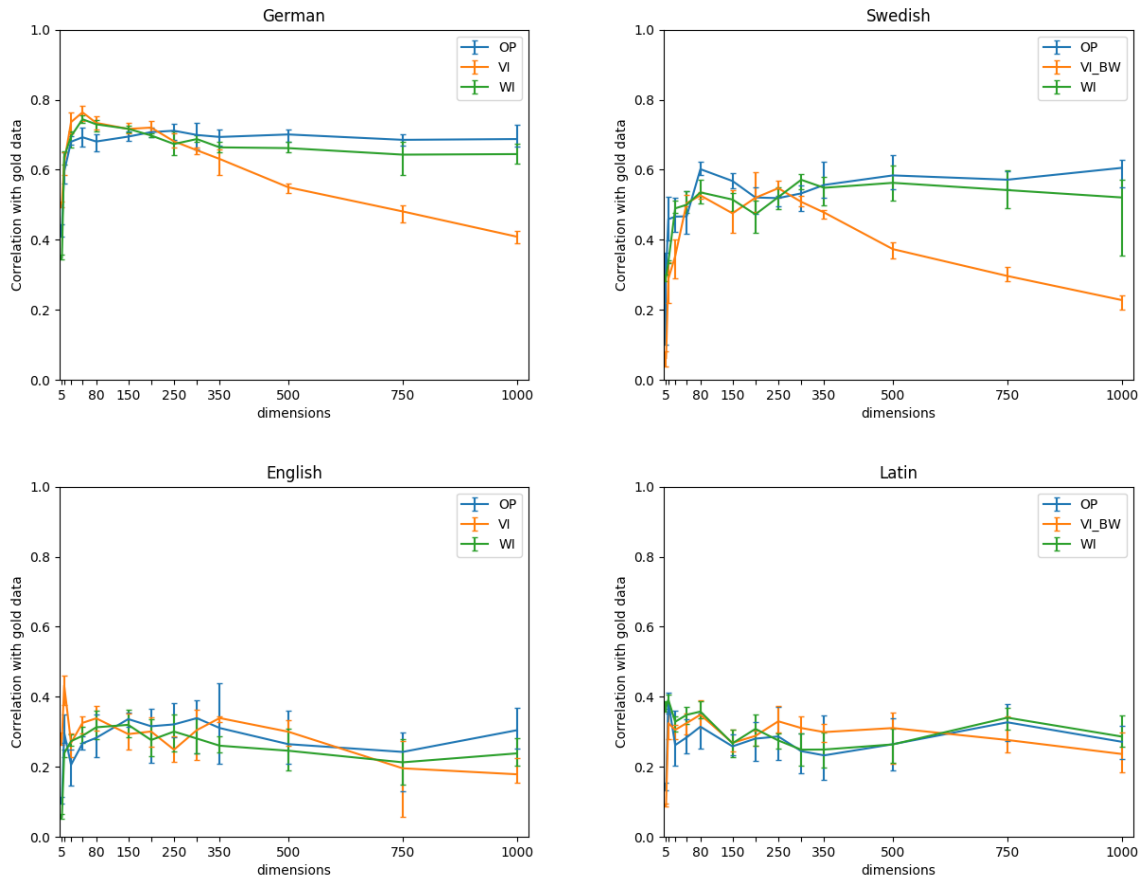 German
Correlation with gold data
1.0
0.8
0.6
0.4
0.2
0.0
OP
VI
WI
5 80 150 250 350 500 750 1000
dimensions
Swedish
Correlation with gold data
1.0
0.8
0.6
0.4
0.2
0.0
OP
VI_BW
WI
5 80 150 250 350 500 750 1000
dimensions
English
Correlation with gold data
1.0
0.8
0.6
0.4
0.2
0.0
OP
VI
WI
5 80 150 250 350 500 750 1000
dimensions
Latin
Correlation with gold data
1.0
0.8
0.6
0.4
0.2
0.0
OP
VI_BW
WI
5 80 150 250 350 500 750 1000
dimensions